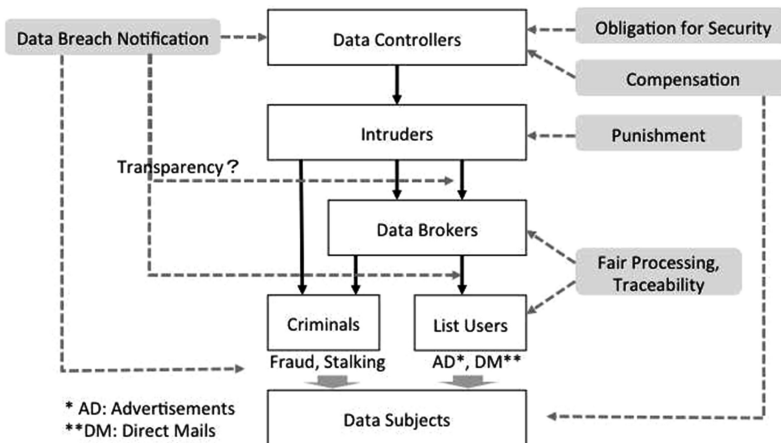 Data Breach Notification
Data Controllers
Obligation for Security
Compensation
Intruders
Punishment
Transparency？
Data Brokers
Fair Processing,
Traceability
Criminals
List Users
Fraud, Stalking
AD*, DM**
* AD: Advertisements
**DM: Direct Mails
Data Subjects